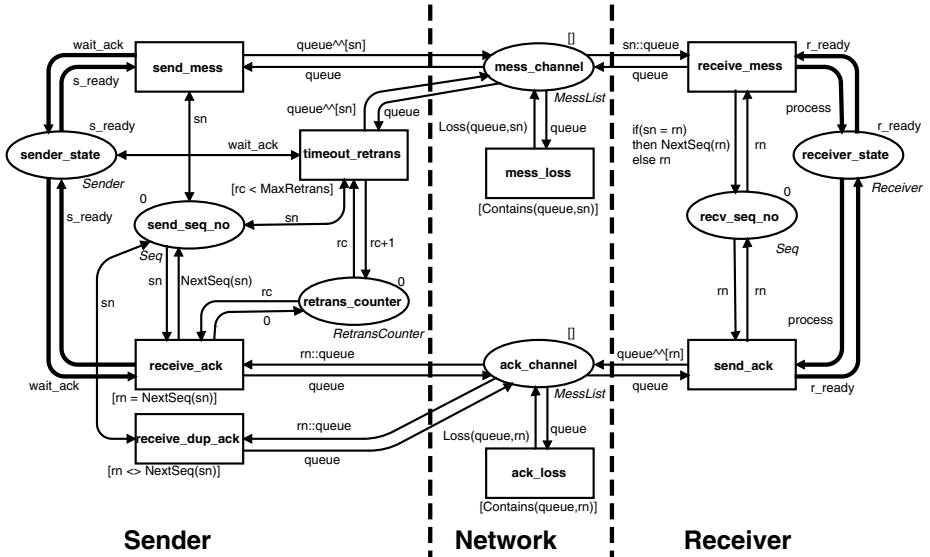 wait_ack
queue^^[sn]
[]
sn::queue
r_ready
send_mess
mess_channel
receive_mess
s_ready
queue
queue
MessList
queue^^[sn]
queue
process
sn
Loss(queue,sn)
queue
if(sn = rn)
then NextSeq(rn)
else rn
rn
s_ready
r_ready
sender_state
wait_ack
timeout_retrans
receiver_state
Sender
mess_loss
Receiver
[rc < MaxRetrans]
[Contains(queue,sn)]
0
0
s_ready
send_seq_no
sn
recv_seq_no
Seq
Seq
rc
rc+1
sn
sn
NextSeq(sn)
rc
0
retrans_counter
rn
rn
0
RetransCounter
[]
process
rn::queue
queue^^[rn]
receive_ack
ack_channel
send_ack
wait_ack
queue
queue
r_ready
[rn = NextSeq(sn)]
MessList
rn::queue
Loss(queue,rn)
queue
receive_dup_ack
queue
[rn <> NextSeq(sn)]
ack_loss
[Contains(queue,rn)]
Sender
Network
Receiver